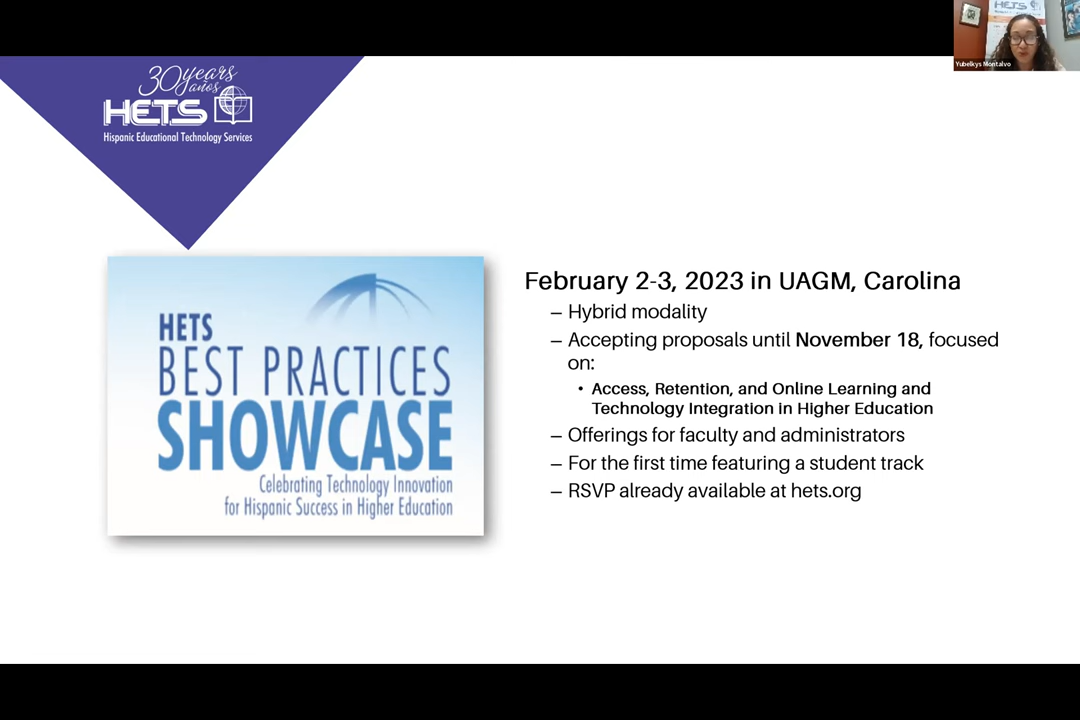 HETS
Yubelkys Montalvo
30 years
años
HETS
Hispanic Educational Technology Services
HETS
BEST PRACTICES
SHOWCASE
Celebrating Technology Innovation
for Hispanic Success in Higher Education
February 2-3, 2023 in UAGM, Carolina
– Hybrid modality
– Accepting proposals until November 18, focused
on:
• Access, Retention, and Online Learning and
Technology Integration in Higher Education
– Offerings for faculty and administrators
– For the first time featuring a student track
– RSVP already available at hets.org